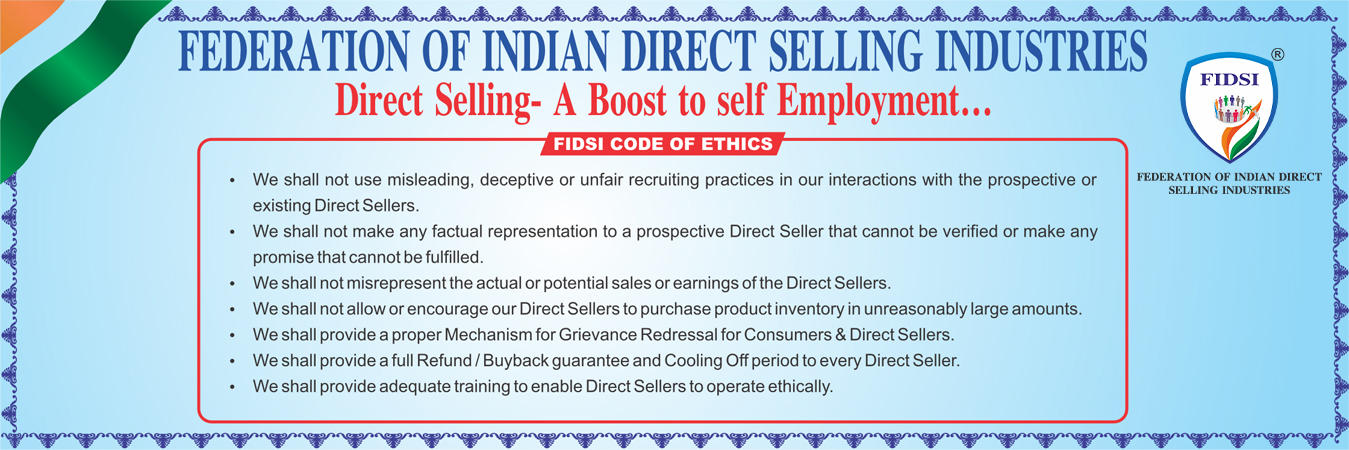 FEDERATION OF INDIAN DIRECT SELLING INDUSTRIES
Direct Selling- A Boost to self Employment...
®
FIDSI
FEDERATION OF INDIAN DIRECT
SELLING INDUSTRIES
FIDSI CODE OF ETHICS
• We shall not use misleading, deceptive or unfair recruiting practices in our interactions with the prospective or
existing Direct Sellers.
• We shall not make any factual representation to a prospective Direct Seller that cannot be verified or make any
promise that cannot be fulfilled.
• We shall not misrepresent the actual or potential sales or earnings of the Direct Sellers.
• We shall not allow or encourage our Direct Sellers to purchase product inventory in unreasonably large amounts.
• We shall provide a proper Mechanism for Grievance Redressal for Consumers & Direct Sellers.
• We shall provide a full Refund / Buyback guarantee and Cooling Off period to every Direct Seller.
• We shall provide adequate training to enable Direct Sellers to operate ethically.